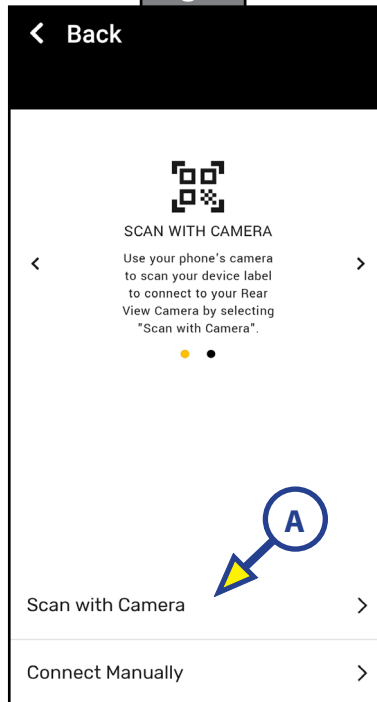 Back
SCAN WITH CAMERA
Use your phone's camera
to scan your device label
to connect to your Rear
View Camera by selecting
"Scan with Camera".
A
Scan with Camera
Connect Manually